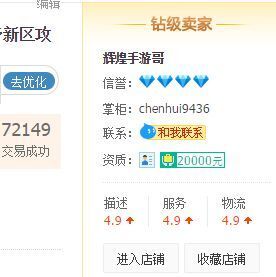 编辑
新区攻
去优化
72149
交易成功
钻级卖家
辉煌手游哥
信誉：
掌柜：chenhui9436
联系：和我联系
资质：20000元
描述 服务 物流
4.9 4.9 4.9
进入店铺 收藏店铺